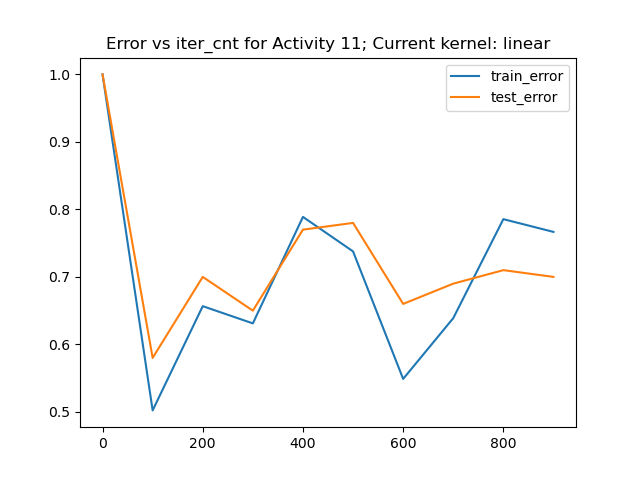 Error vs iter_cnt for Activity 11; Current kernel: linear
train_error
test_error
1.0
0.9
0.8
0.7
0.6
0.5
0 200 400 600 800